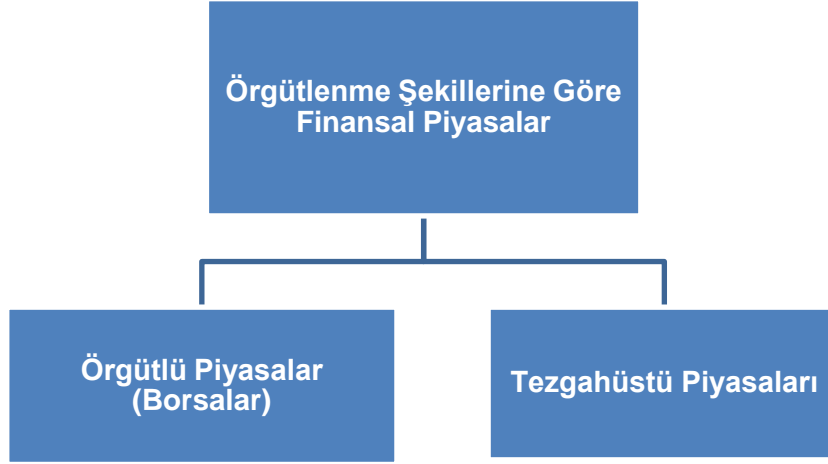 Örgütlenme Şekillerine Göre
Finansal Piyasalar
Örgütlü Piyasalar
(Borsalar)
Tezgahüstü Piyasaları